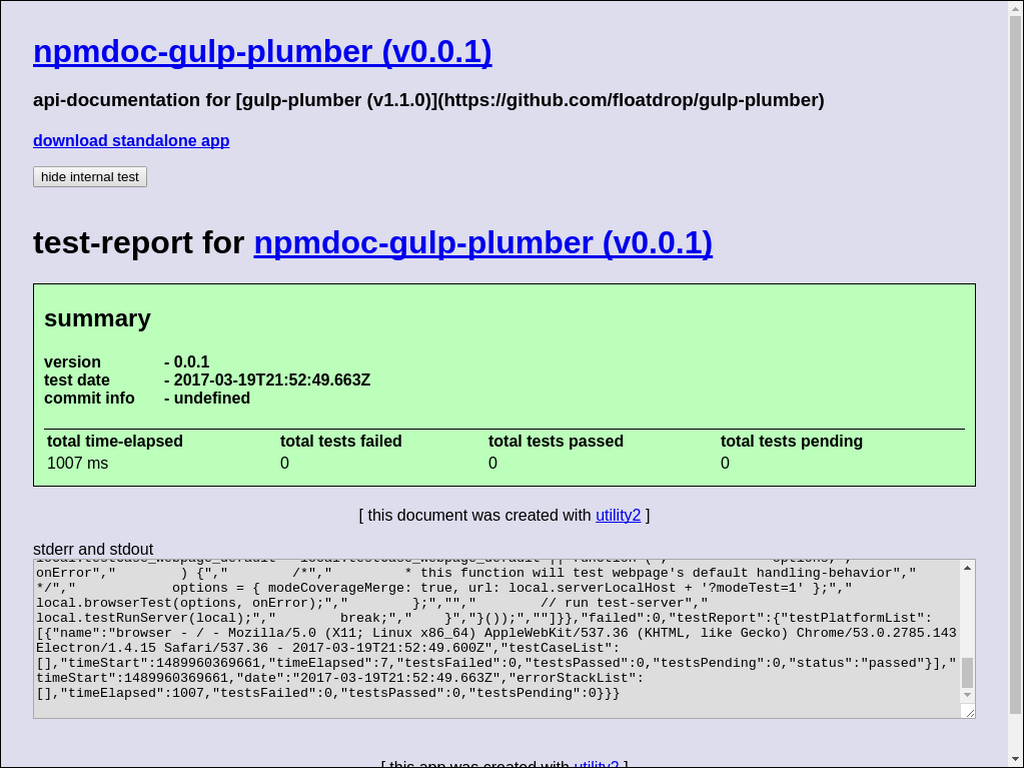 npmdoc-gulp-plumber (v0.0.1)
api-documentation for [gulp-plumber (v1.1.0)](https://github.com/floatdrop/gulp-plumber)
download standalone app
hide internal test
test-report for npmdoc-gulp-plumber (v0.0.1)
summary
version - 0.0.1
test date - 2017-03-19T21:52:49.663Z
commit info - undefined
total time-elapsed total tests failed total tests passed total tests pending
1007 ms 0 0 0
[ this document was created with utility2 ]
stderr and stdout
local.testCase_webpage_default = local.testCase_webpage_default || function (","             options,","
onError","        ) {","        /*","         * this function will test webpage's default handling-behavior","
*/","            options = { modeCoverageMerge: true, url: local.serverLocalHost + '?modeTest=1' };","
local.browserTest(options, onError);","        };","","        // run test-server","
local.testRunServer(local);","        break;","    }","}());",""]}},"failed":0,"testReport":{"testPlatformList":
[{"name":"browser - / - Mozilla/5.0 (X11; Linux x86_64) AppleWebKit/537.36 (KHTML, like Gecko) Chrome/53.0.2785.143
Electron/1.4.15 Safari/537.36 - 2017-03-19T21:52:49.600Z","testCaseList":
[],"timeStart":1489960369661,"timeElapsed":7,"testsFailed":0,"testsPassed":0,"testsPending":0,"status":"passed"}],"
timeStart":1489960369661,"date":"2017-03-19T21:52:49.663Z","errorStackList":
[],"timeElapsed":1007,"testsFailed":0,"testsPassed":0,"testsPending":0}}}
[ this app was created with utility2 ]